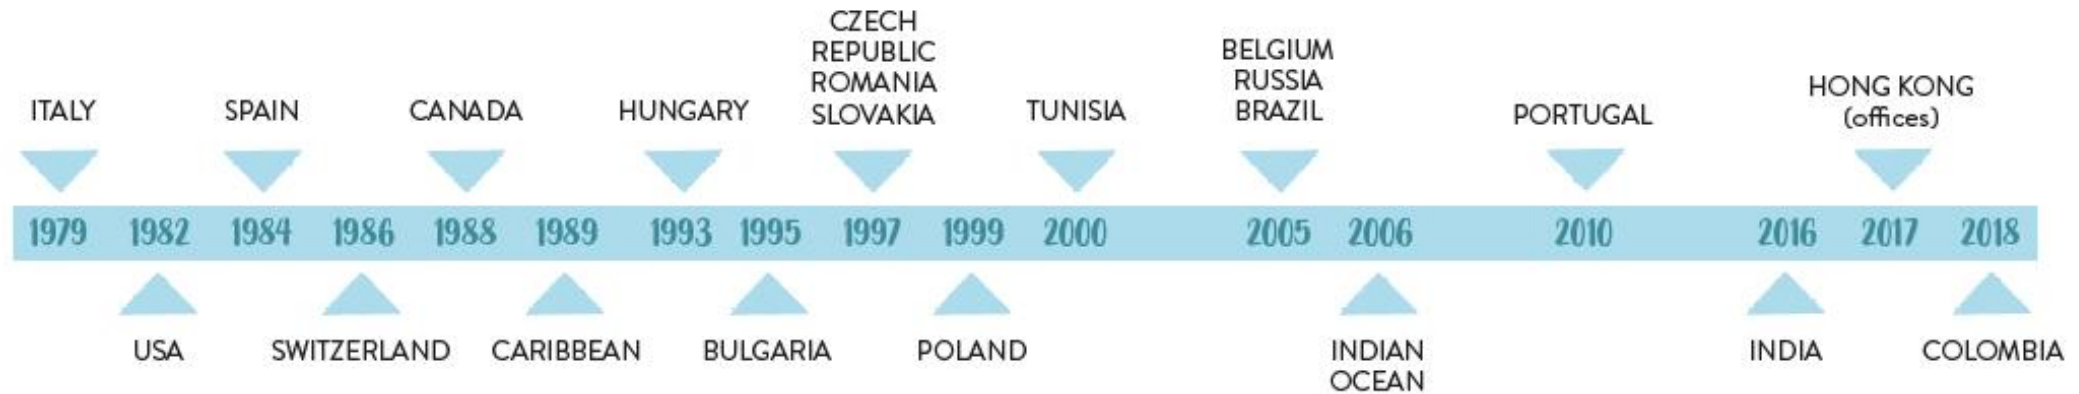 ITALY
SPAIN
CANADA
HUNGARY
CZECH
REPUBLIC
ROMANIA
SLOVAKIA
TUNISIA
BELGIUM
RUSSIA
BRAZIL
PORTUGAL
HONG KONG
(offices)
1979 1982 1984 1986 1988 1989 1993 1995 1997 1999 2000 2005 2006 2010 2016 2017 2018
USA
SWITZERLAND
CARIBBEAN
BULGARIA
POLAND
INDIAN
OCEAN
INDIA
COLOMBIA